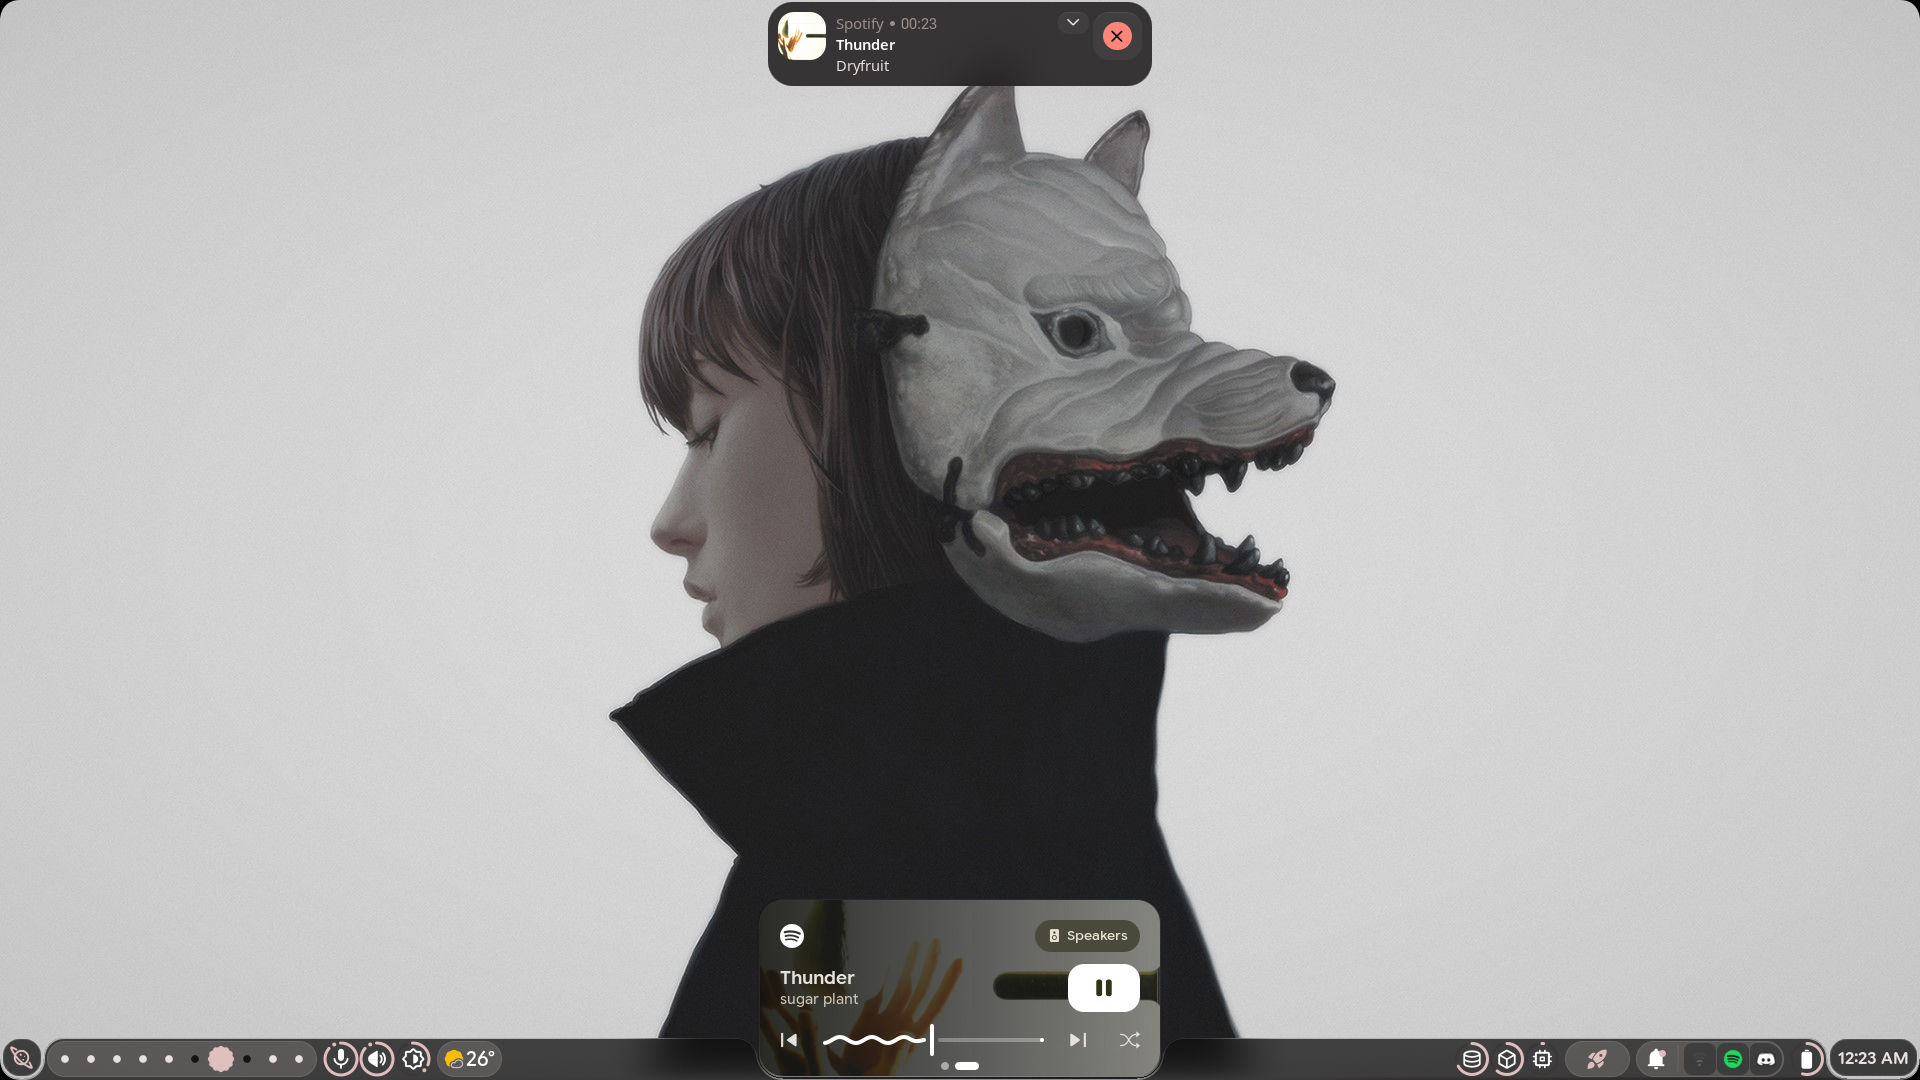 Spotify • 00:23
Thunder
Dryfruit
Speakers
Thunder
sugar plant
26°
12:23 AM